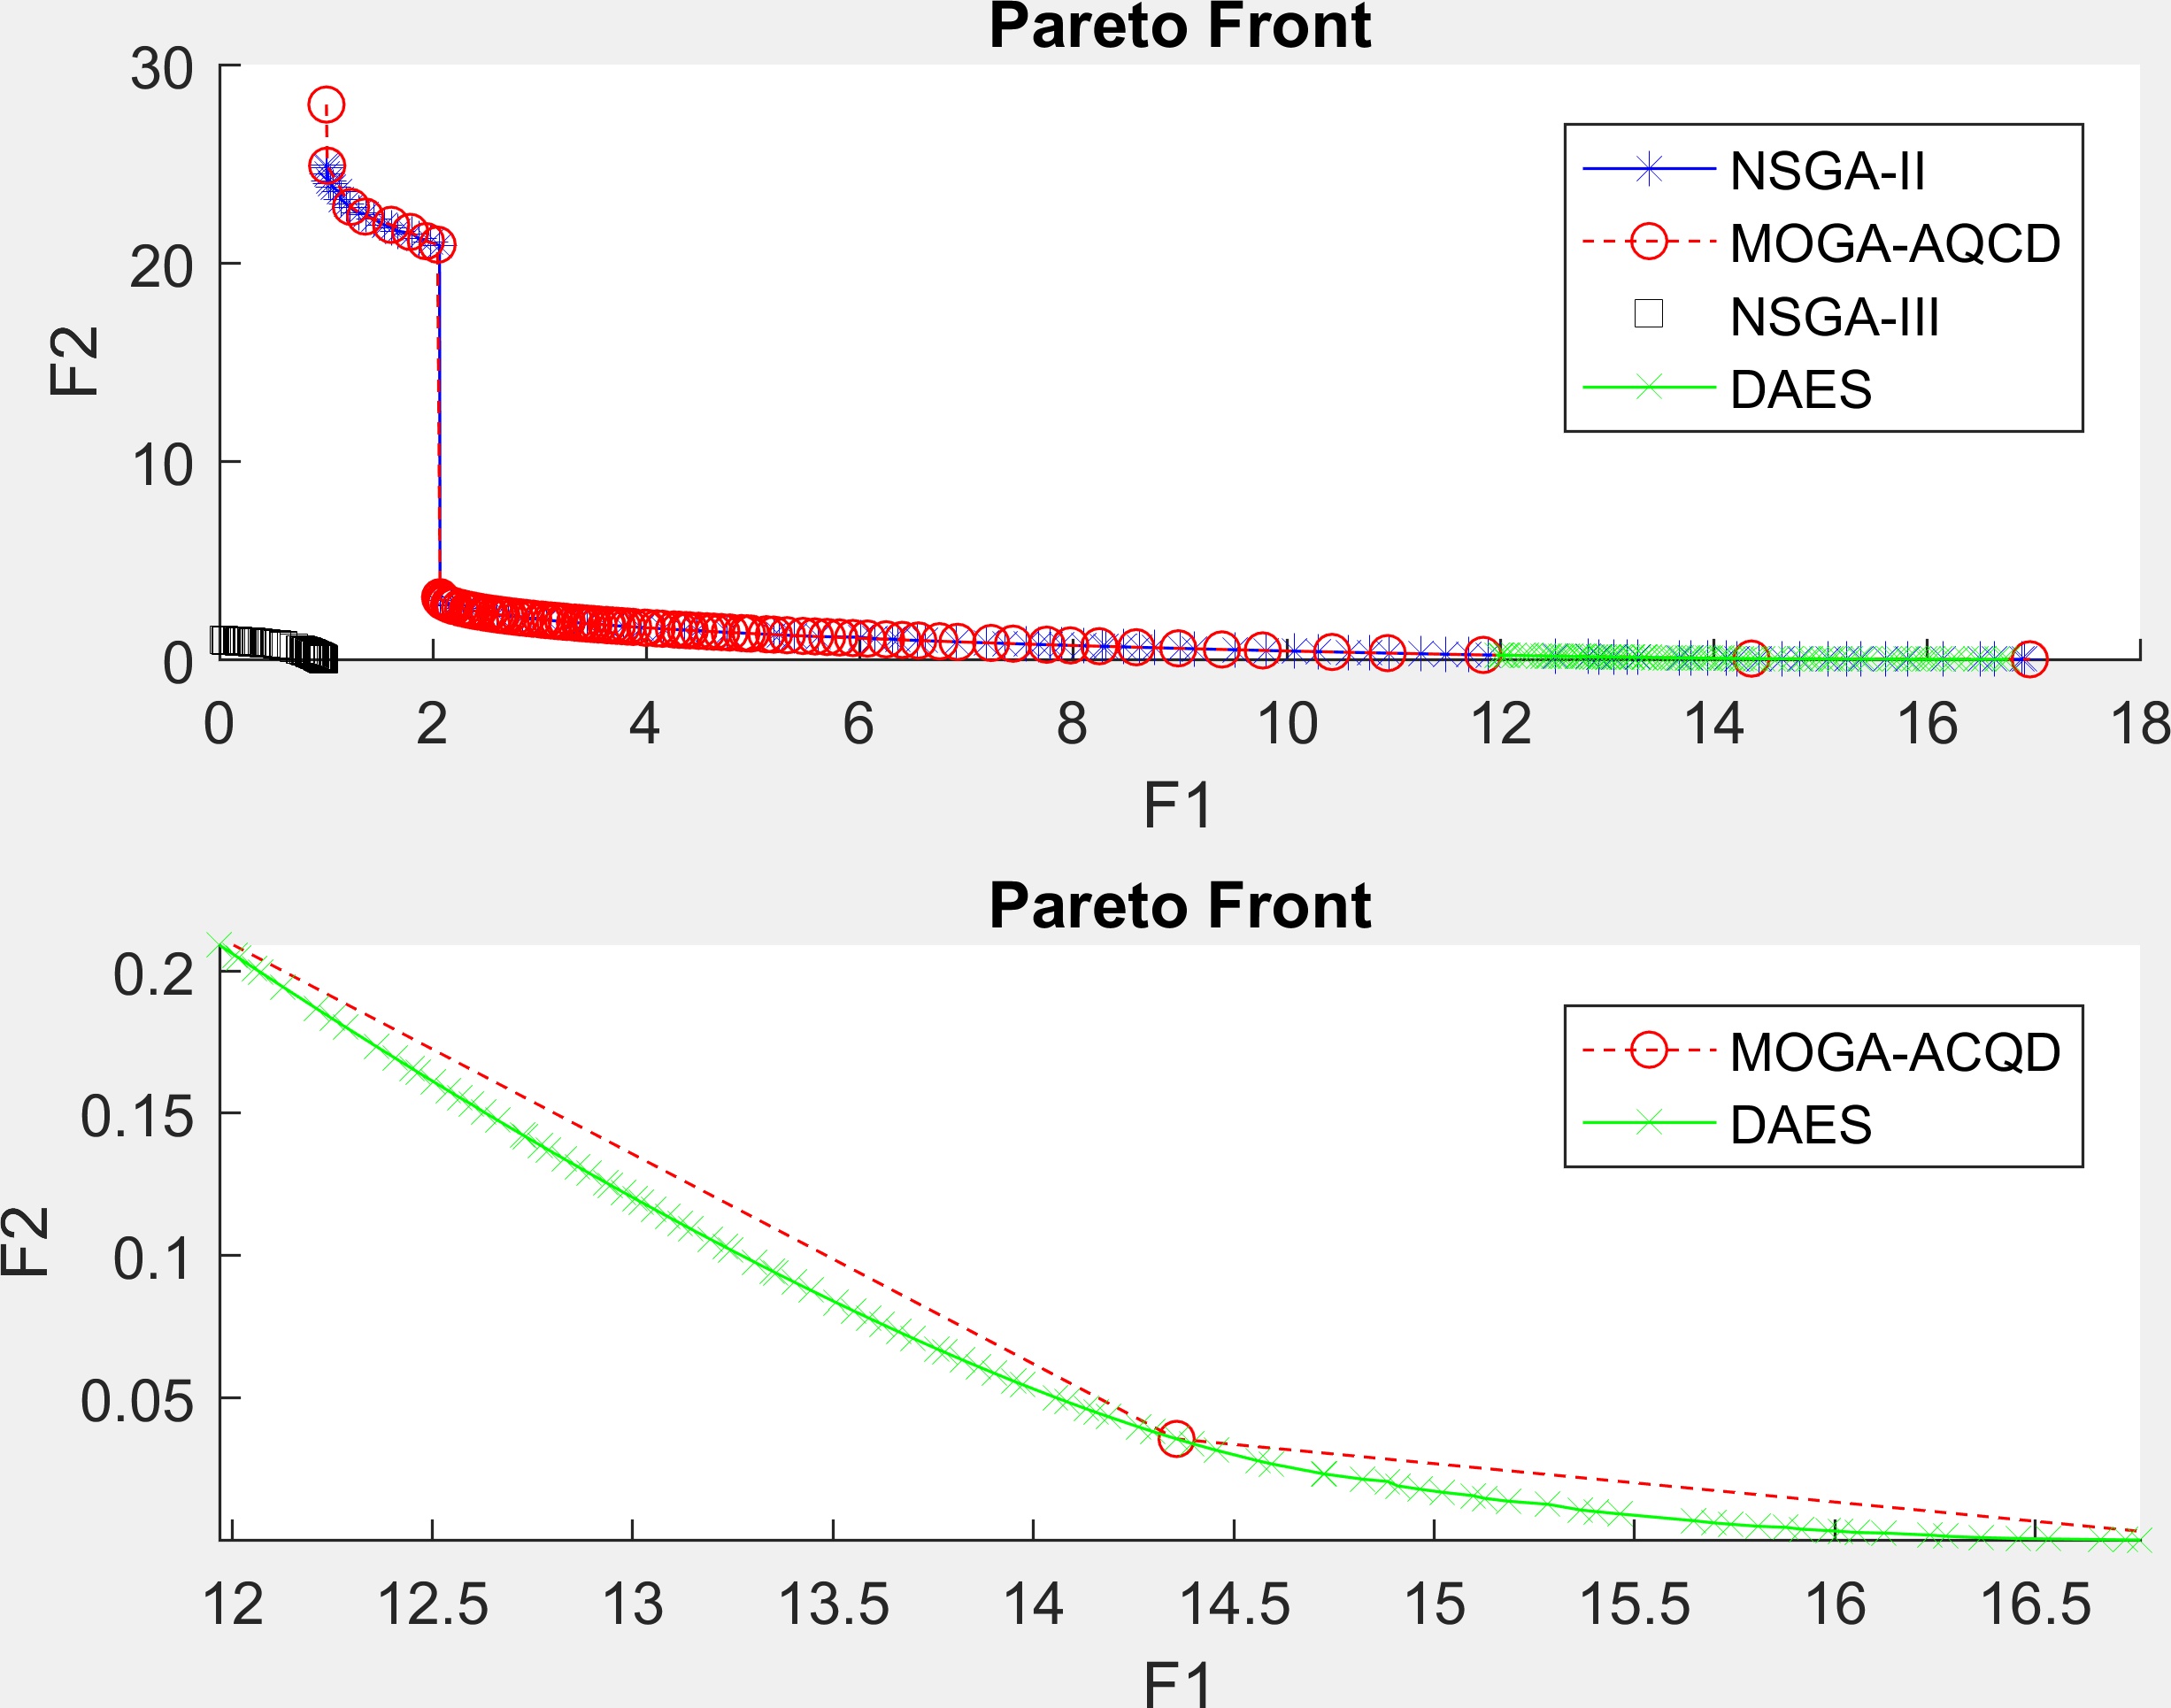 Pareto Front
30
20
10
0
F2
0 2 4 6 8 10 12 14 16 18
F1
NSGA-II
MOGA-AQCD
NSGA-III
DAES
Pareto Front
0.2
0.15
0.1
0.05
F2
12 12.5 13 13.5 14 14.5 15 15.5 16 16.5
F1
MOGA-ACQD
DAES